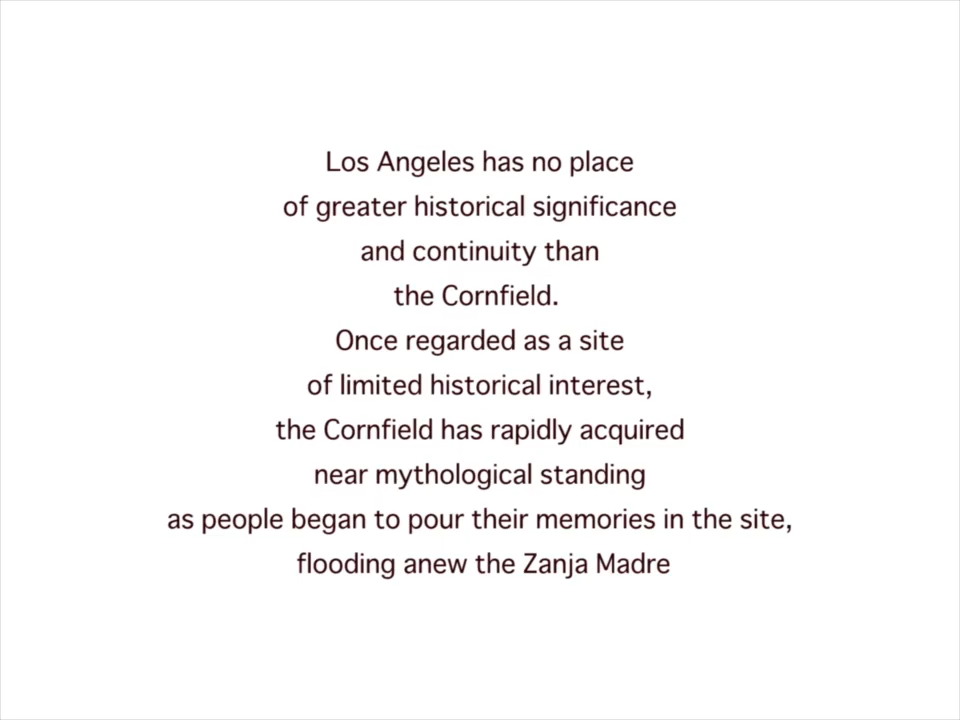 Los Angeles has no place
of greater historical significance
and continuity than
the Cornfield.
Once regarded as a site
of limited historical interest,
the Cornfield has rapidly acquired
near mythological standing
as people began to pour their memories in the site,
flooding anew the Zanja Madre